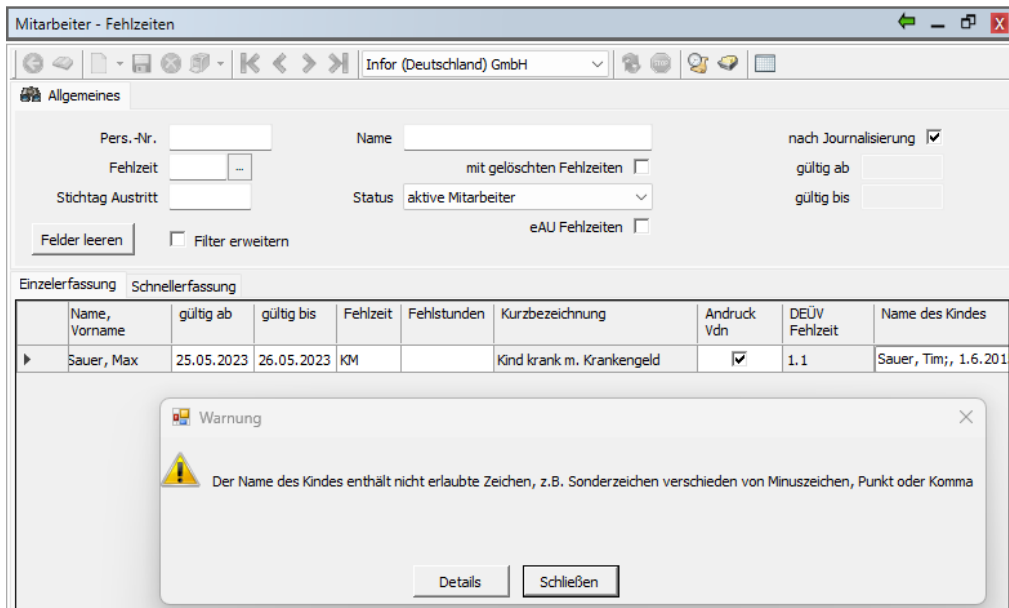 Mitarbeiter - Fehlzeiten
X
Infor (Deutschland) GmbH
STOP
Allgemeines
Pers.-Nr. Name nach Journalisierung
Fehlzeit ... mit gelöschten Fehlzeiten gültig ab
Stichtag Austritt Status aktive Mitarbeiter gültig bis
Felder leeren Filter erweitern eAU Fehlzeiten
Einzelerfassung Schnellerfassung
Name, Vorname gültig ab gültig bis Fehlzeit Fehlstunden Kurzbezeichnung Andruck Vdn DEÜV Fehlzeit Name des Kindes
Sauer, Max 25.05.2023 26.05.2023 KM Kind krank m. Krankengeld 1.1 Sauer, Tim;, 1.6.201
Warnung
Der Name des Kindes enthält nicht erlaubte Zeichen, z.B. Sonderzeichen verschieden von Minuszeichen, Punkt oder Komma
Details Schließen